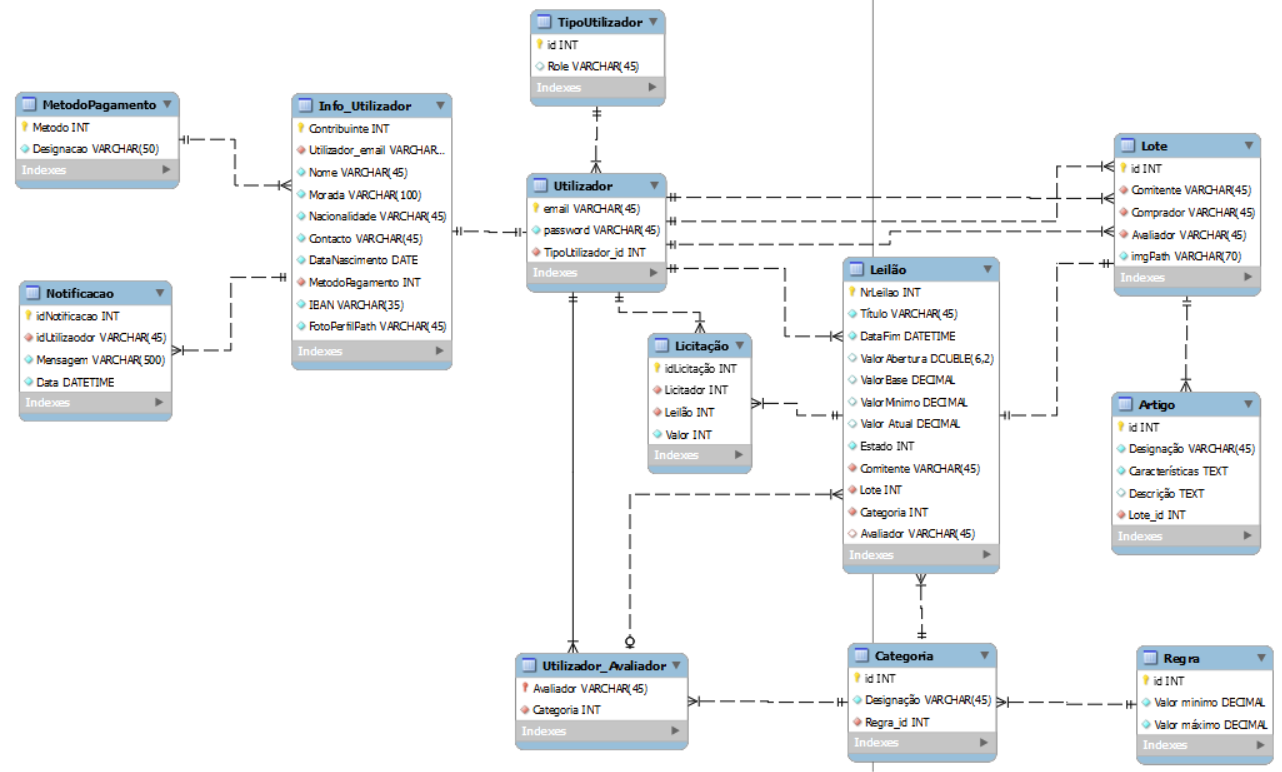 TipoUtilizador
id INT
Role VARCHAR(45)
Indexes
MetodoPagamento
Metodo INT
Designacao VARCHAR(50)
Indexes
Info_Utilizador
Contribuinte INT
Utilizador_email VARCHAR...
Nome VARCHAR(45)
Morada VARCHAR(100)
Nacionalidade VARCHAR(45)
Contacto VARCHAR(45)
DataNascimento DATE
MetodoPagamento INT
IBAN VARCHAR(35)
FotoPerfilPath VARCHAR(45)
Indexes
Utilizador
email VARCHAR(45)
password VARCHAR(45)
TipoUtilizador_id INT
Indexes
Lote
id INT
Comitente VARCHAR(45)
Comprador VARCHAR(45)
Avaliador VARCHAR(45)
imgPath VARCHAR(70)
Indexes
Notificacao
idNotificacao INT
idUtilizaodor VARCHAR(45)
Mensagem VARCHAR(500)
Data DATETIME
Indexes
Licitação
idLicitação INT
Licitador INT
Leilão INT
Valor INT
Indexes
Leilão
NrLeilao INT
Título VARCHAR(45)
DataFim DATETIME
ValorAbertura DOUBLE(6,2)
ValorBase DECIMAL
ValorMinimo DECIMAL
Valor Atual DECIMAL
Estado INT
Comitente VARCHAR(45)
Lote INT
Categoria INT
Avaliador VARCHAR(45)
Indexes
Artigo
id INT
Designação VARCHAR(45)
Características TEXT
Descrição TEXT
Lote_id INT
Indexes
Utilizador_Avaliador
Avaliador VARCHAR(45)
Categoria INT
Indexes
Categoria
id INT
Designação VARCHAR(45)
Regra_id INT
Indexes
Regra
id INT
Valor minimo DECIMAL
Valor máximo DECIMAL
Indexes